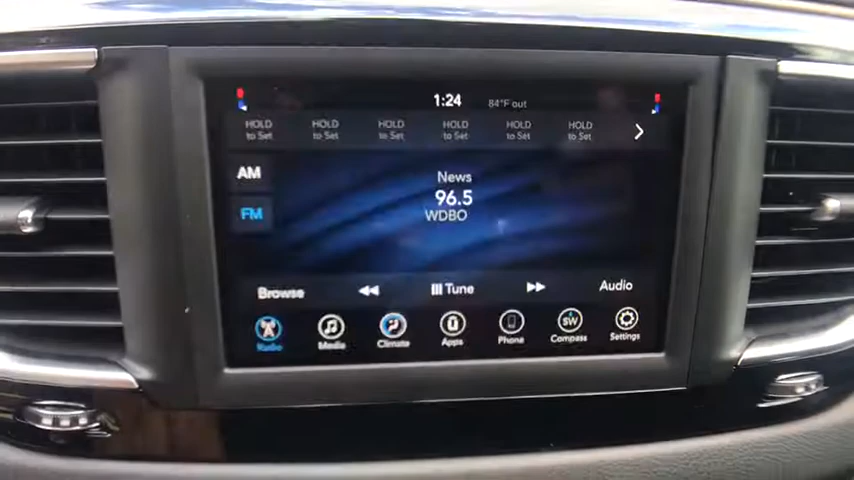 1:24 84°F out
HOLD HOLD HOLD HOLD HOLD HOLD
to Set to Set to Set to Set to Set to Set
AM
News
96.5
FM
WDBO
Browse Tune Audio
Radio Media Climate Apps Phone SW Compass Settings